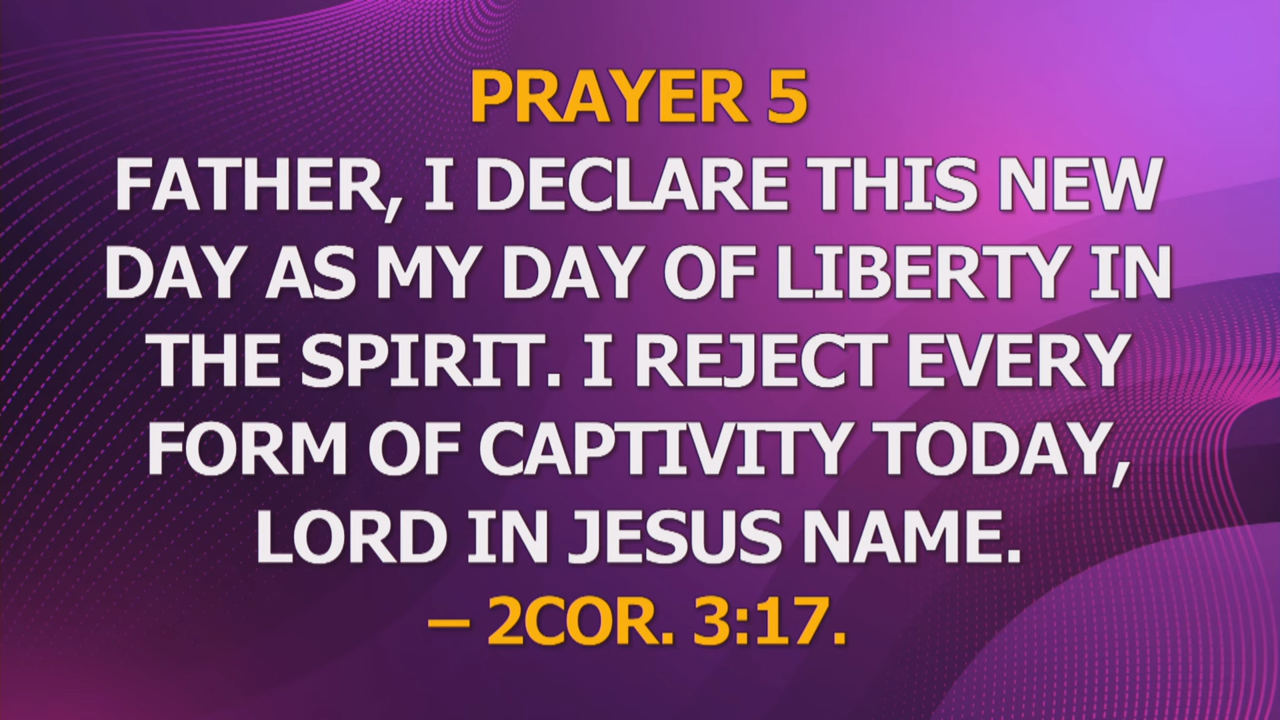 PRAYER 5
FATHER, I DECLARE THIS NEW
DAY AS MY DAY OF LIBERTY IN
THE SPIRIT. I REJECT EVERY
FORM OF CAPTIVITY TODAY,
LORD IN JESUS NAME.
– 2COR. 3:17.